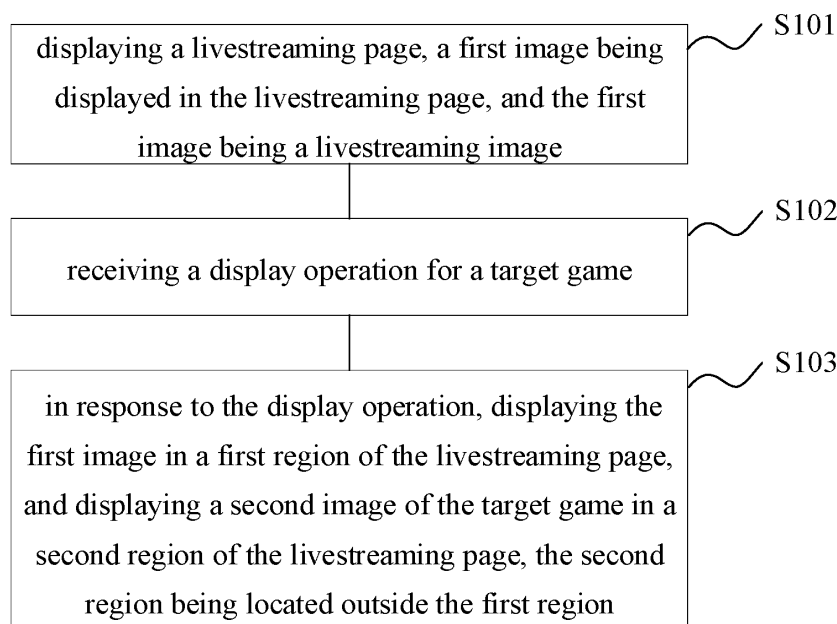 S101
displaying a livestreaming page, a first image being
displayed in the livestreaming page, and the first
image being a livestreaming image
S102
receiving a display operation for a target game
S103
in response to the display operation, displaying the
first image in a first region of the livestreaming page,
and displaying a second image of the target game in a
second region of the livestreaming page, the second
region being located outside the first region